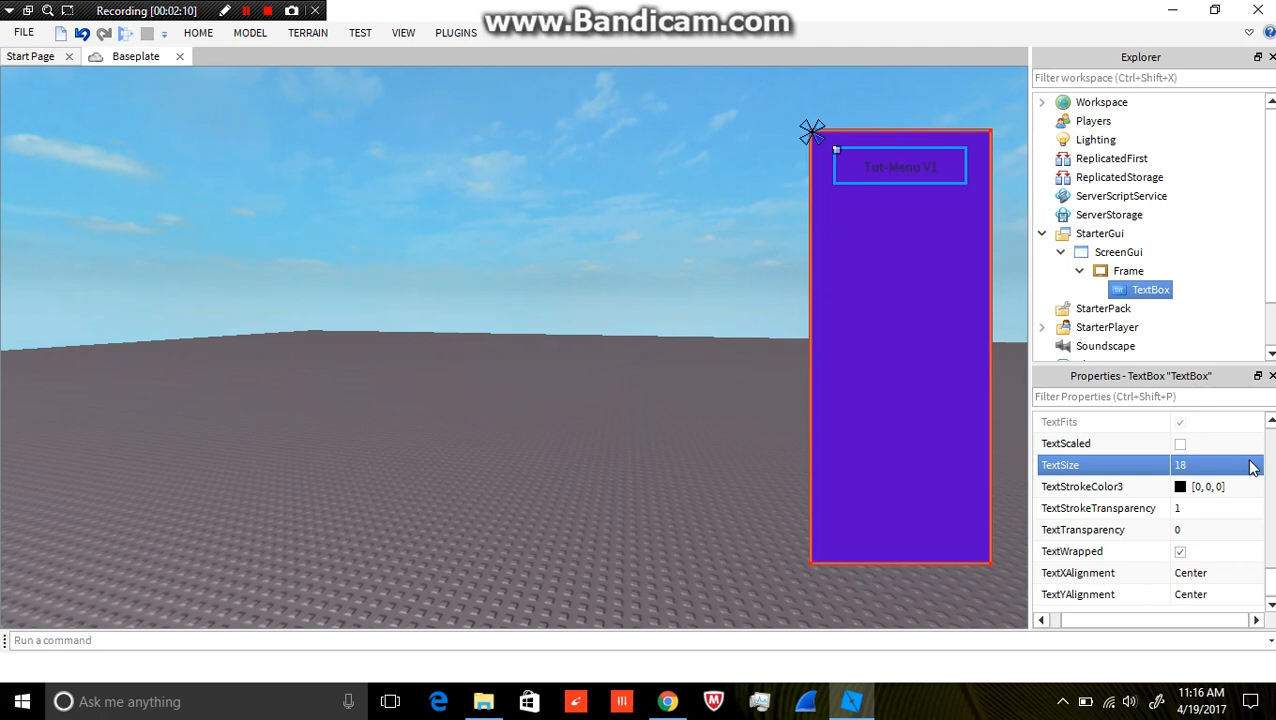 Recording [00:02:10]
www.Bandicam.com
FILE
HOME
MODEL
TERRAIN
TEST
VIEW
PLUGINS
Start Page
Baseplate
Explorer
Filter workspace (Ctrl+Shift+X)
Workspace
Players
Lighting
ReplicatedFirst
ReplicatedStorage
ServerScriptService
ServerStorage
StarterGui
ScreenGui
Frame
TextBox
StarterPack
StarterPlayer
Soundscape
Tut-Menu V1
Properties - TextBox "TextBox"
Filter Properties (Ctrl+Shift+P)
TextFits
TextScaled
TextSize 18
TextStrokeColor3 [0, 0, 0]
TextStrokeTransparency 1
TextTransparency 0
TextWrapped
TextXAlignment Center
TextYAlignment Center
Run a command
Ask me anything
11:16 AM
4/19/2017